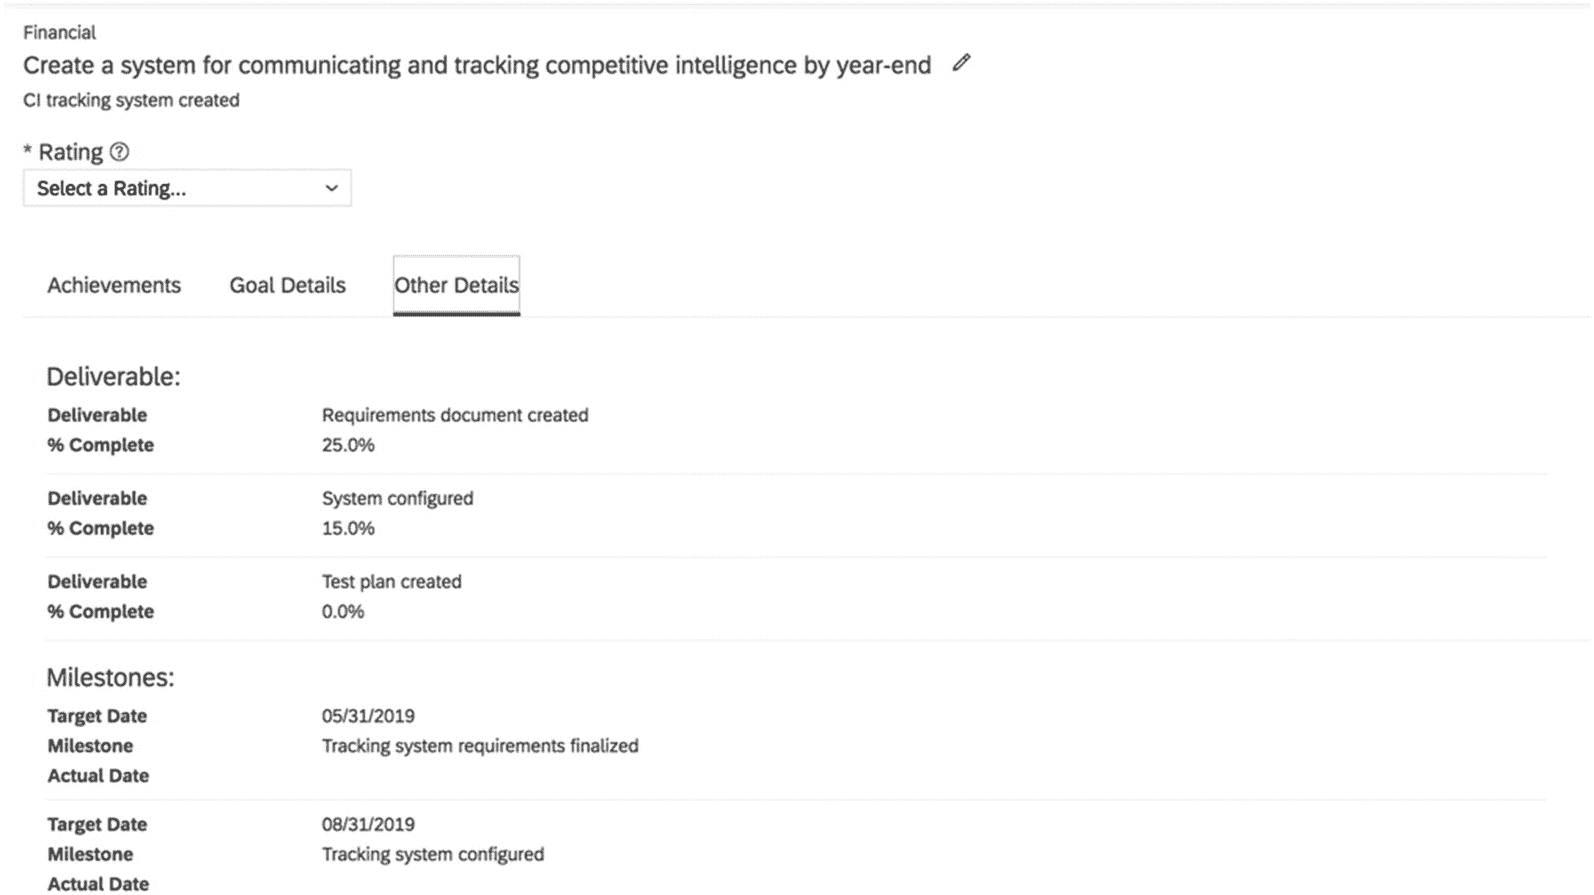 Financial
Create a system for communicating and tracking competitive intelligence by year-end
CI tracking system created
* Rating ?
Select a Rating...
Achievements Goal Details Other Details
Deliverable:
Deliverable Requirements document created
% Complete 25.0%
Deliverable System configured
% Complete 15.0%
Deliverable Test plan created
% Complete 0.0%
Milestones:
Target Date 05/31/2019
Milestone Tracking system requirements finalized
Actual Date
Target Date 08/31/2019
Milestone Tracking system configured
Actual Date